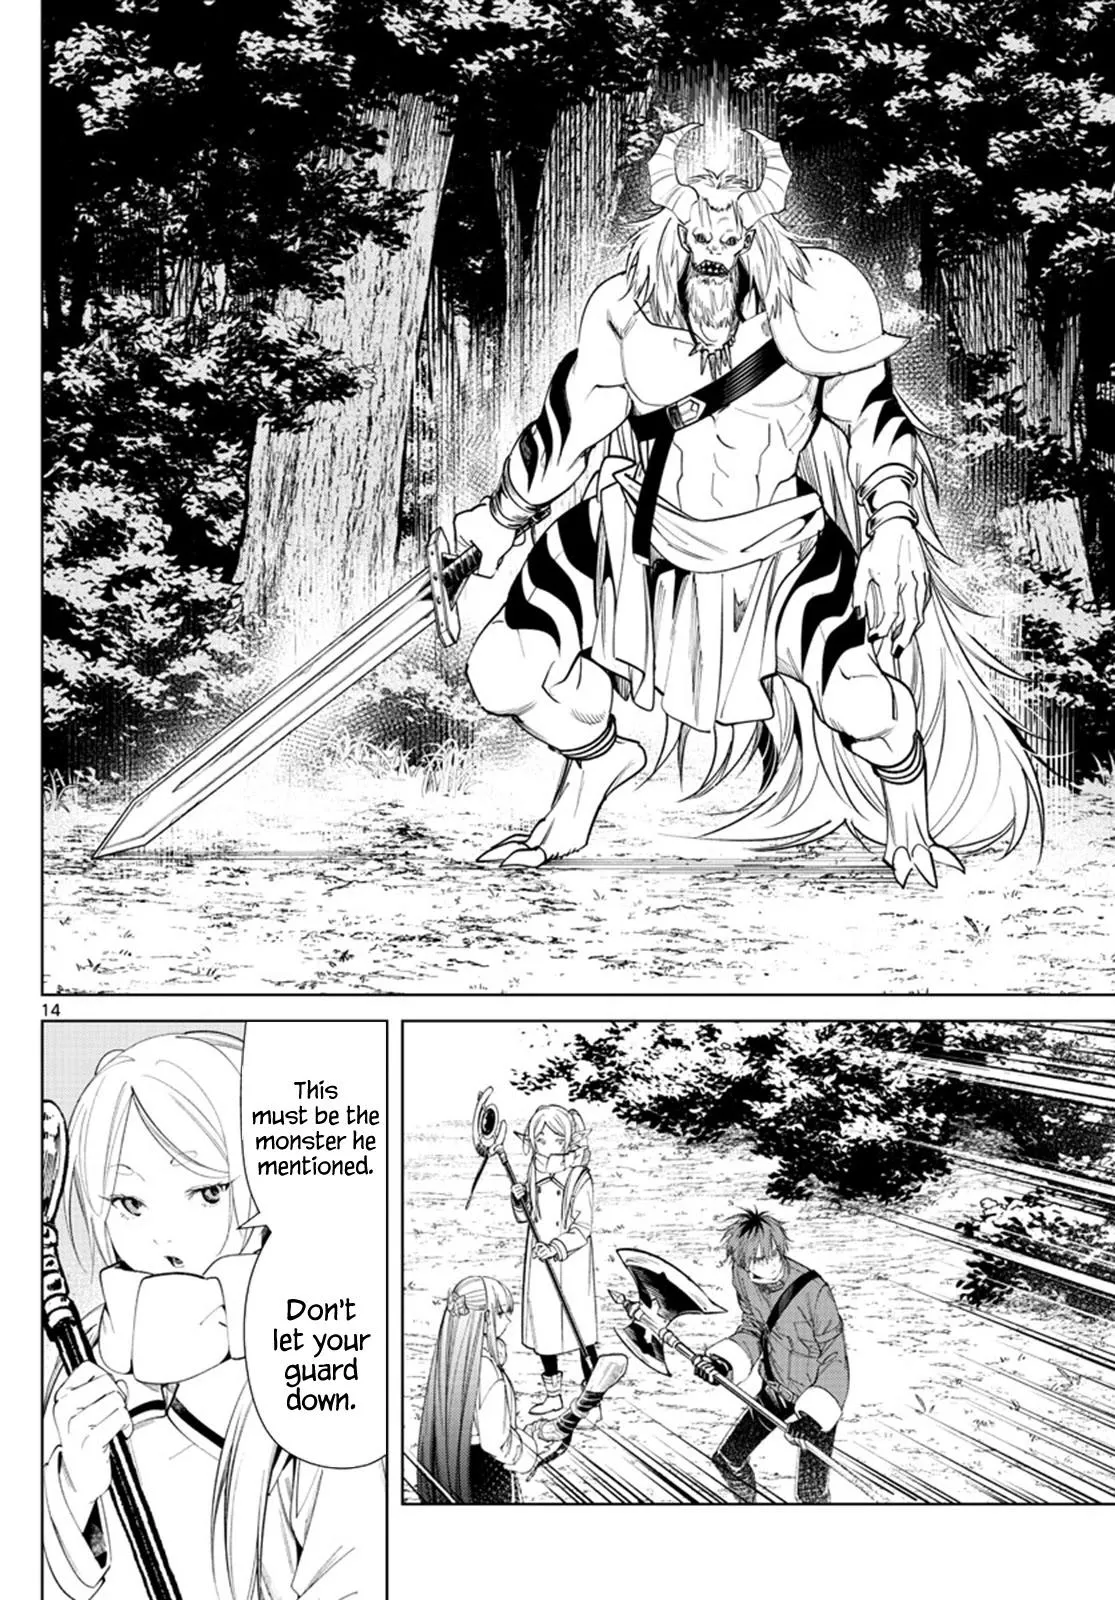 14
This
must be the
monster he
mentioned.
Don't
let your
guard
down.